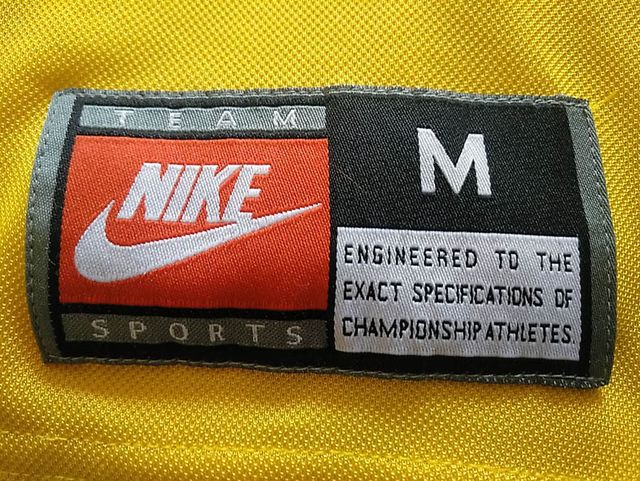 TEAM
NIKE
SPORTS
M
ENGINEERED TO THE
EXACT SPECIFICATIONS OF
CHAMPIONSHIP ATHLETES.